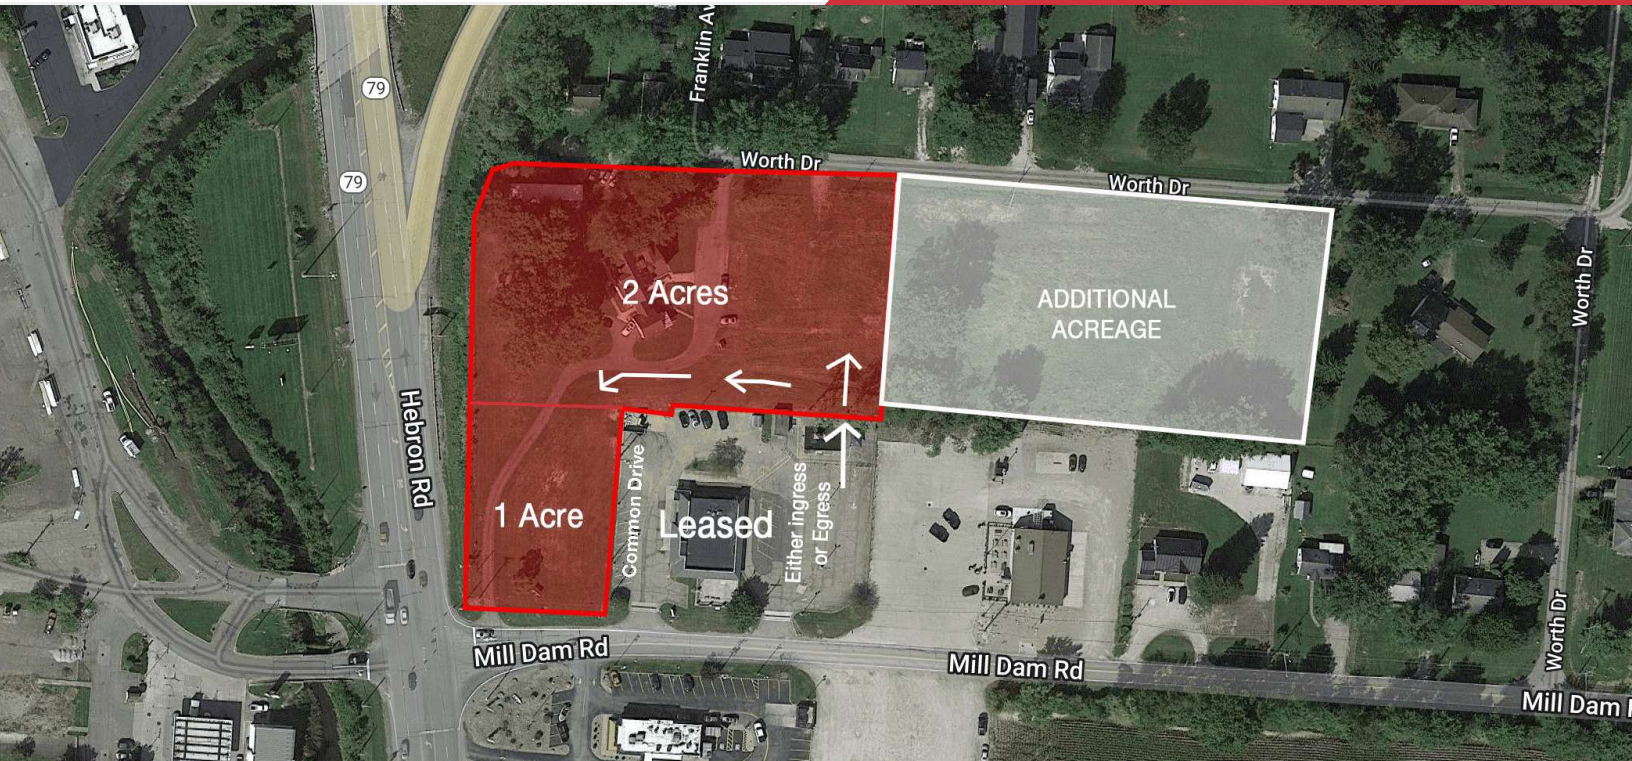 Franklin Av
79
79
Worth Dr
Worth Dr
Worth Dr
2 Acres
ADDITIONAL
ACREAGE
Hebron Rd
1 Acre
Common Drive
Leased
Either ingress
or Egress
Worth Dr
Mill Dam Rd
Mill Dam Rd
Mill Dam R